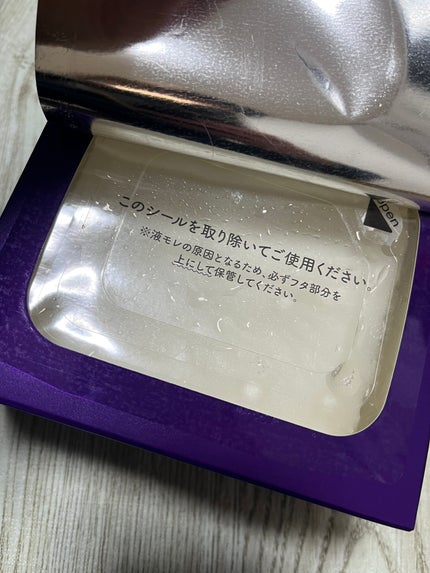 このシールを取り除いてご使用ください。
※液モレの原因となるため、必ずフタ部分を
上にして保管してください。
open